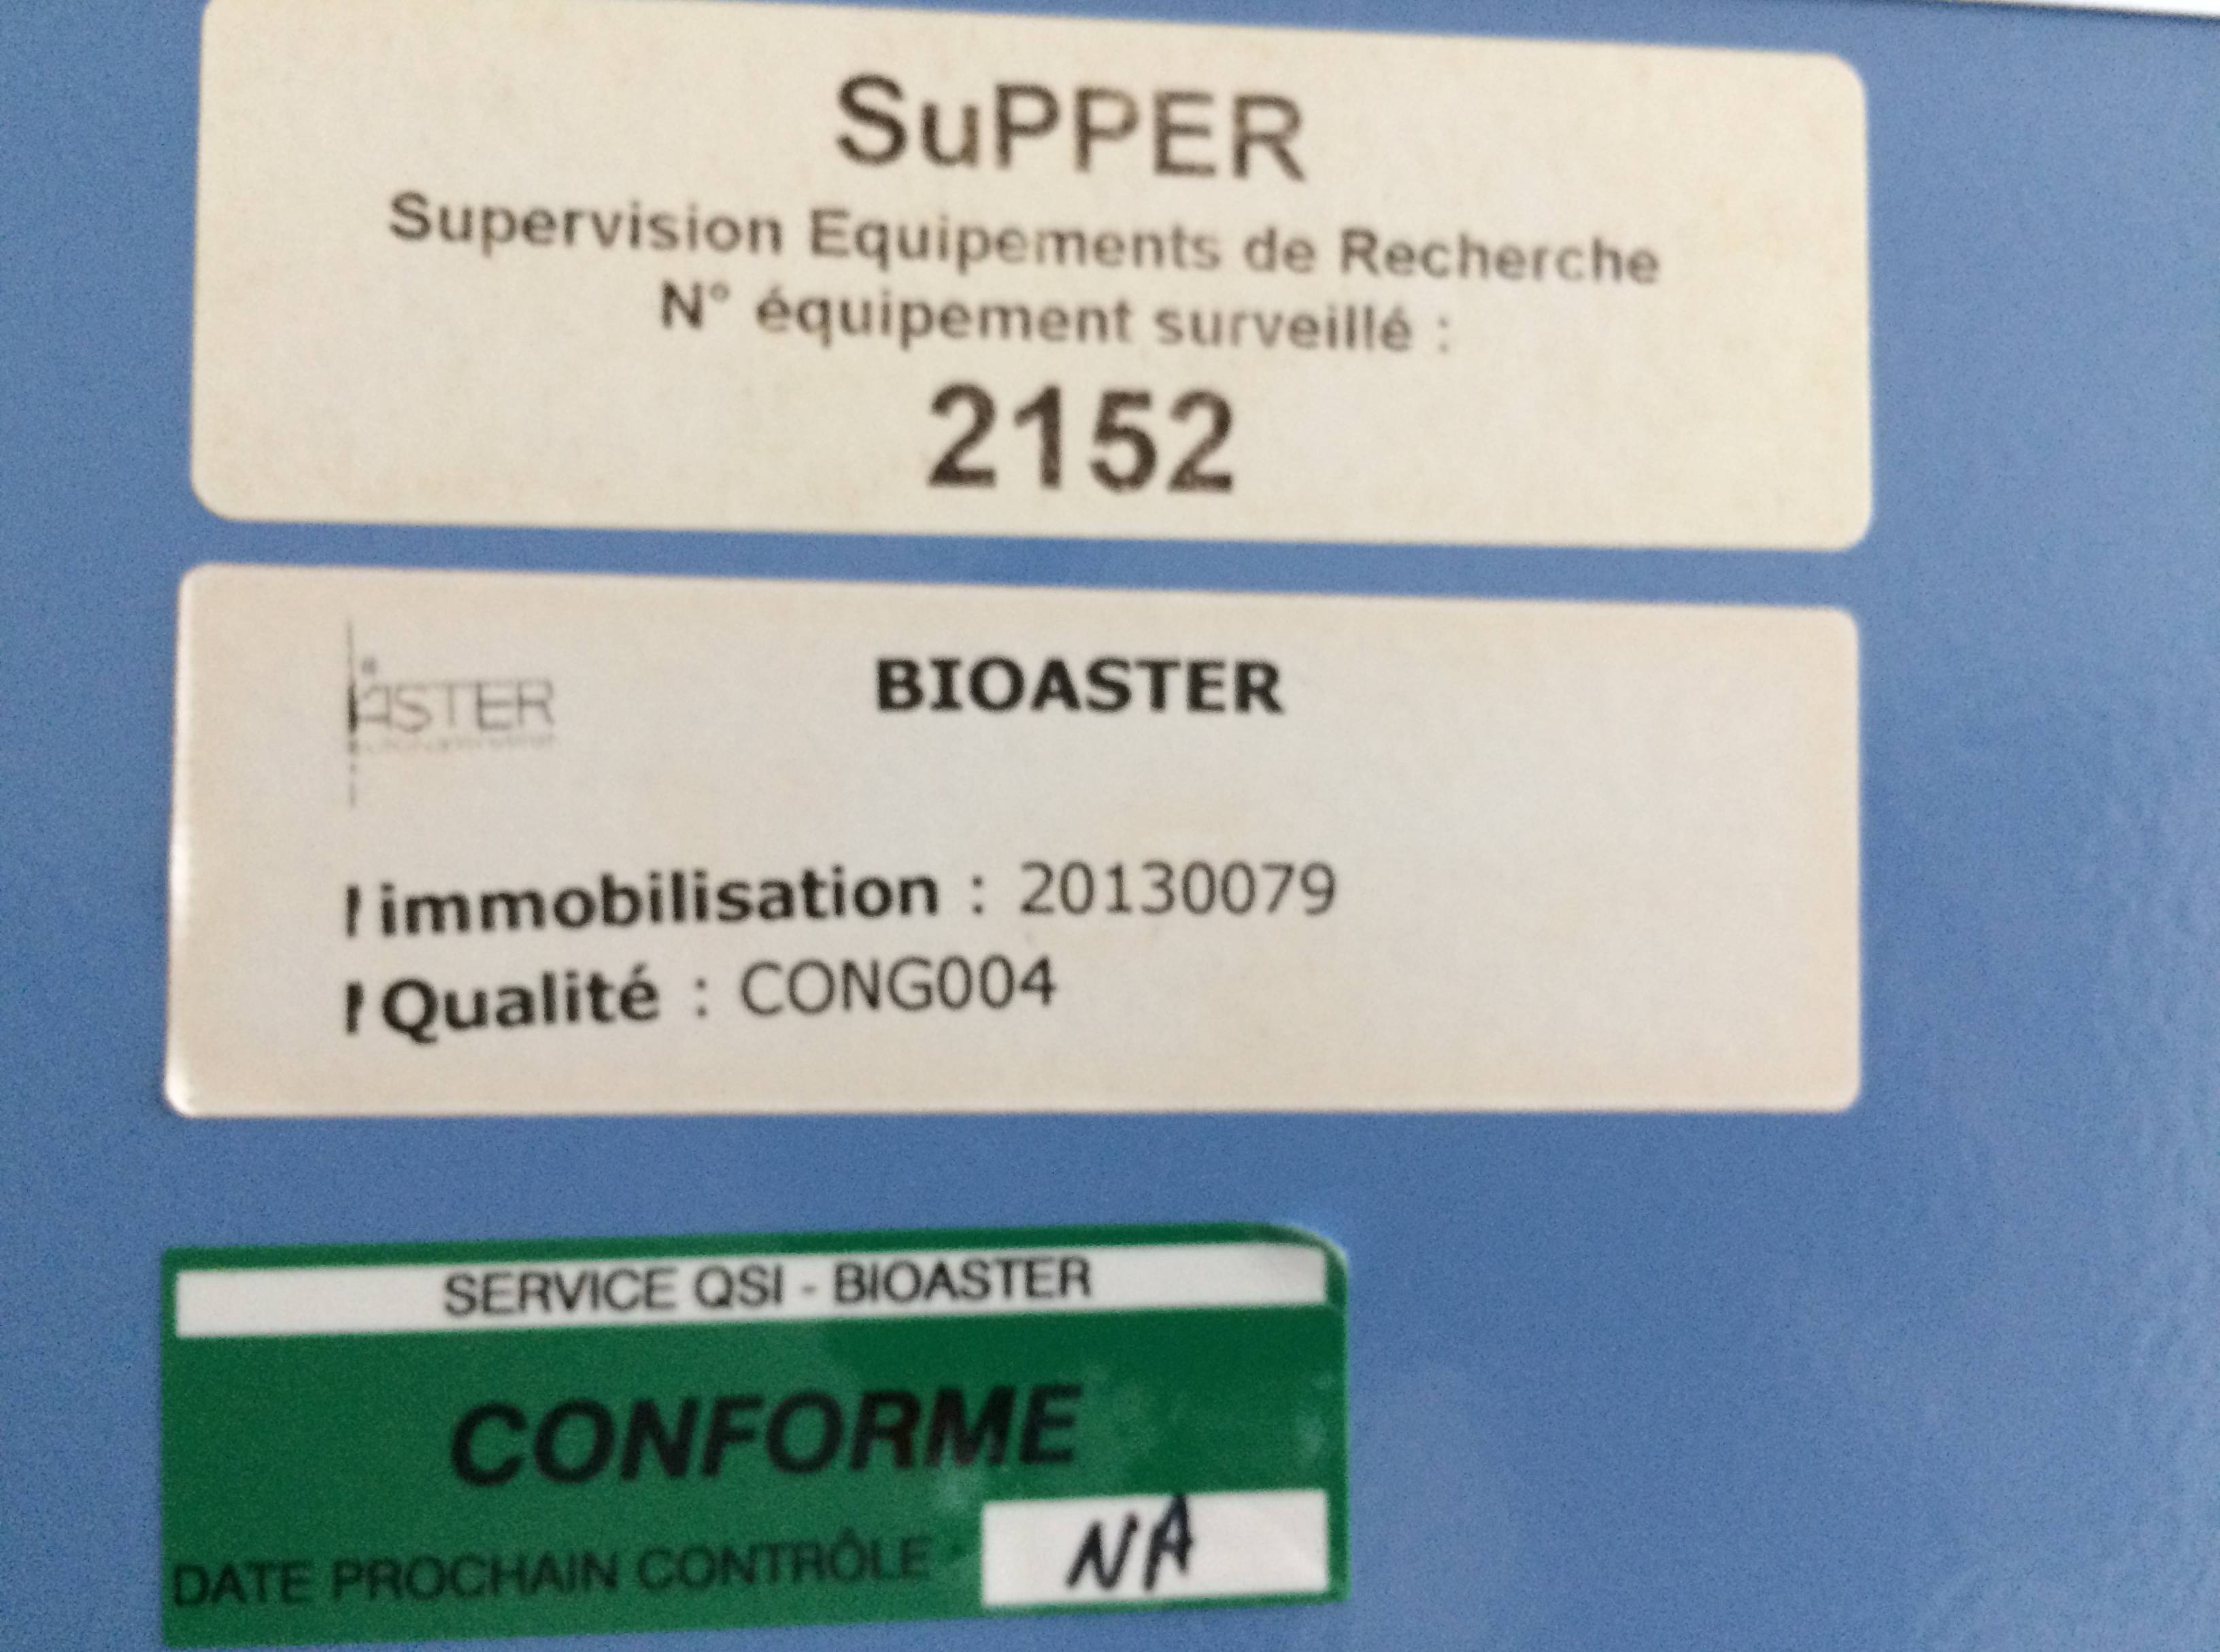 SuPPER
Supervision Equipements de Recherche
N° équipement surveillé :
2152
ASTER
BIOASTER
immobilisation : 20130079
Qualité : CONG004
SERVICE QSI - BIOASTER
CONFORME
DATE PROCHAIN CONTRÔLE
NA